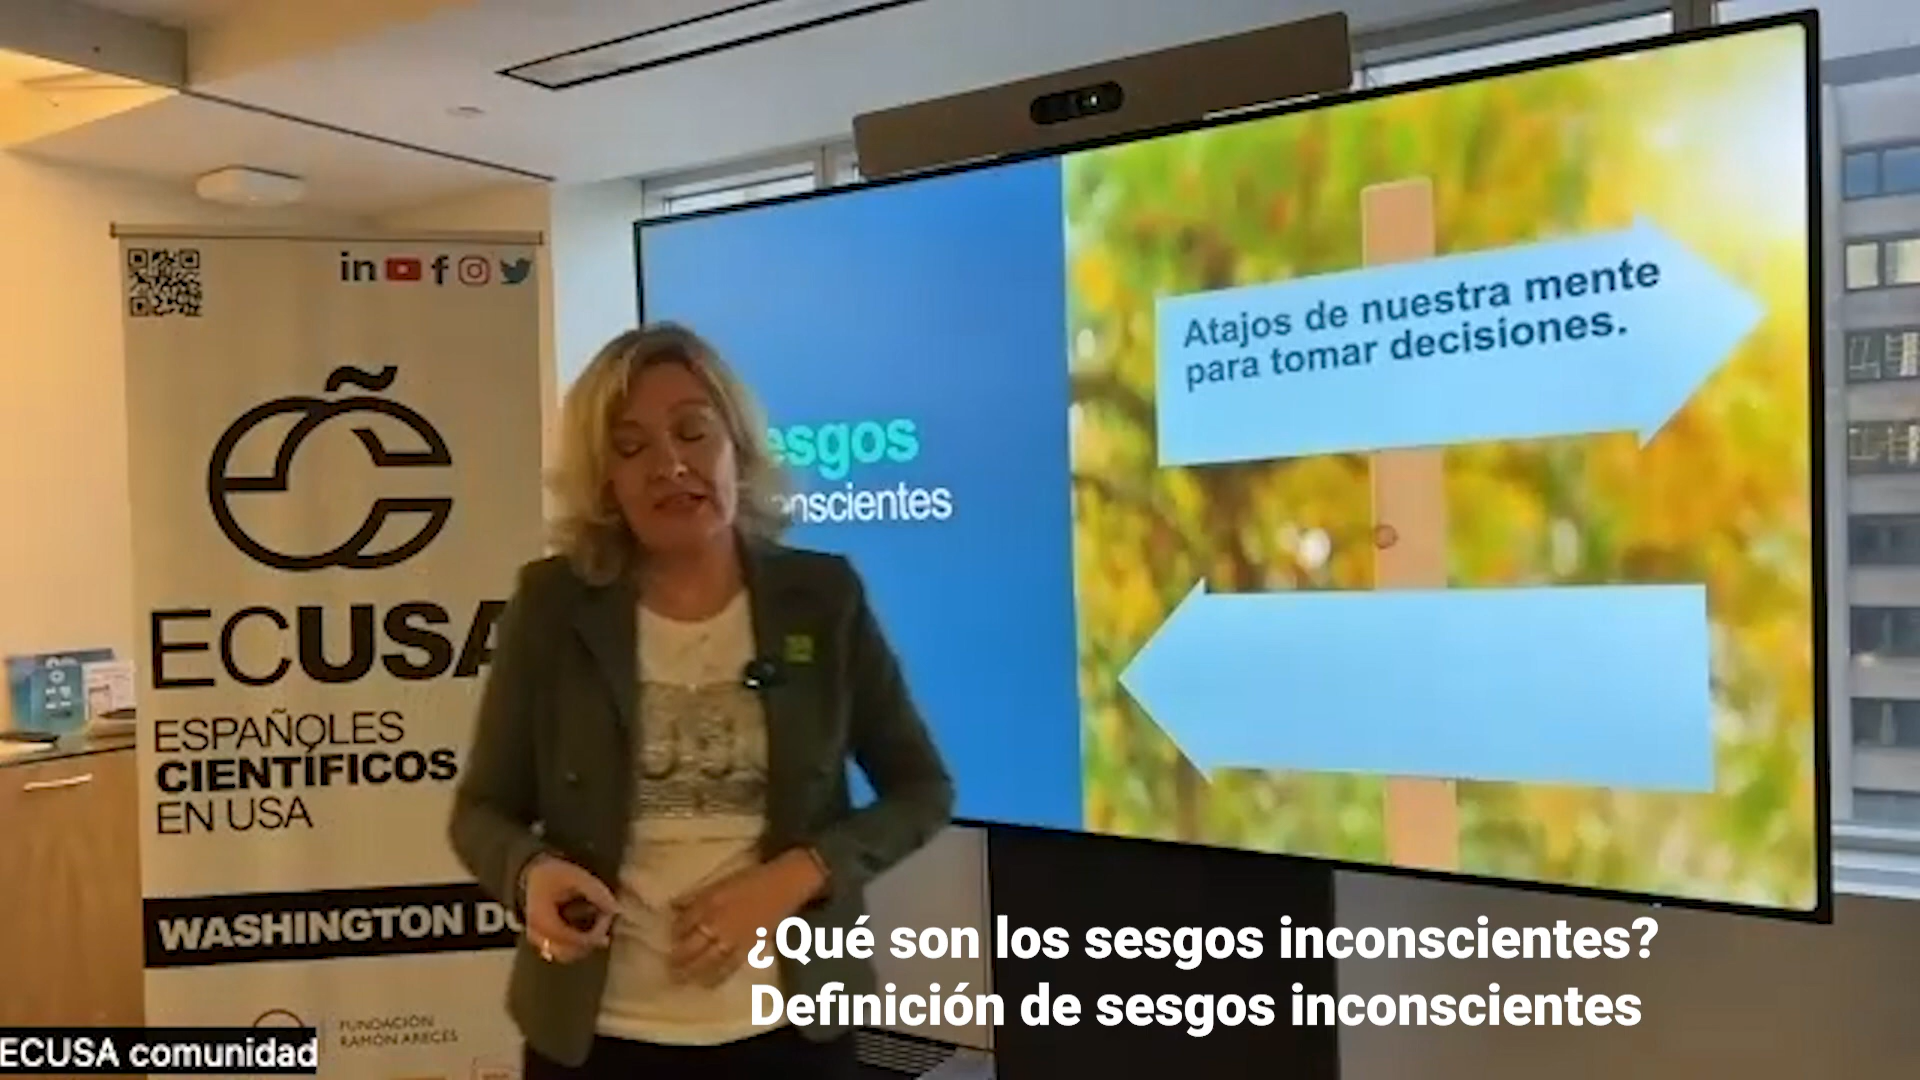 in f
ECUSA
ESPAÑOLES
CIENTÍFICOS
EN USA
WASHINGTON D
FUNDACIÓN
RAMÓN ARECES
esgos
nscientes
Atajos de nuestra mente
para tomar decisiones.
¿Qué son los sesgos inconscientes?
Definición de sesgos inconscientes
ECUSA comunidad